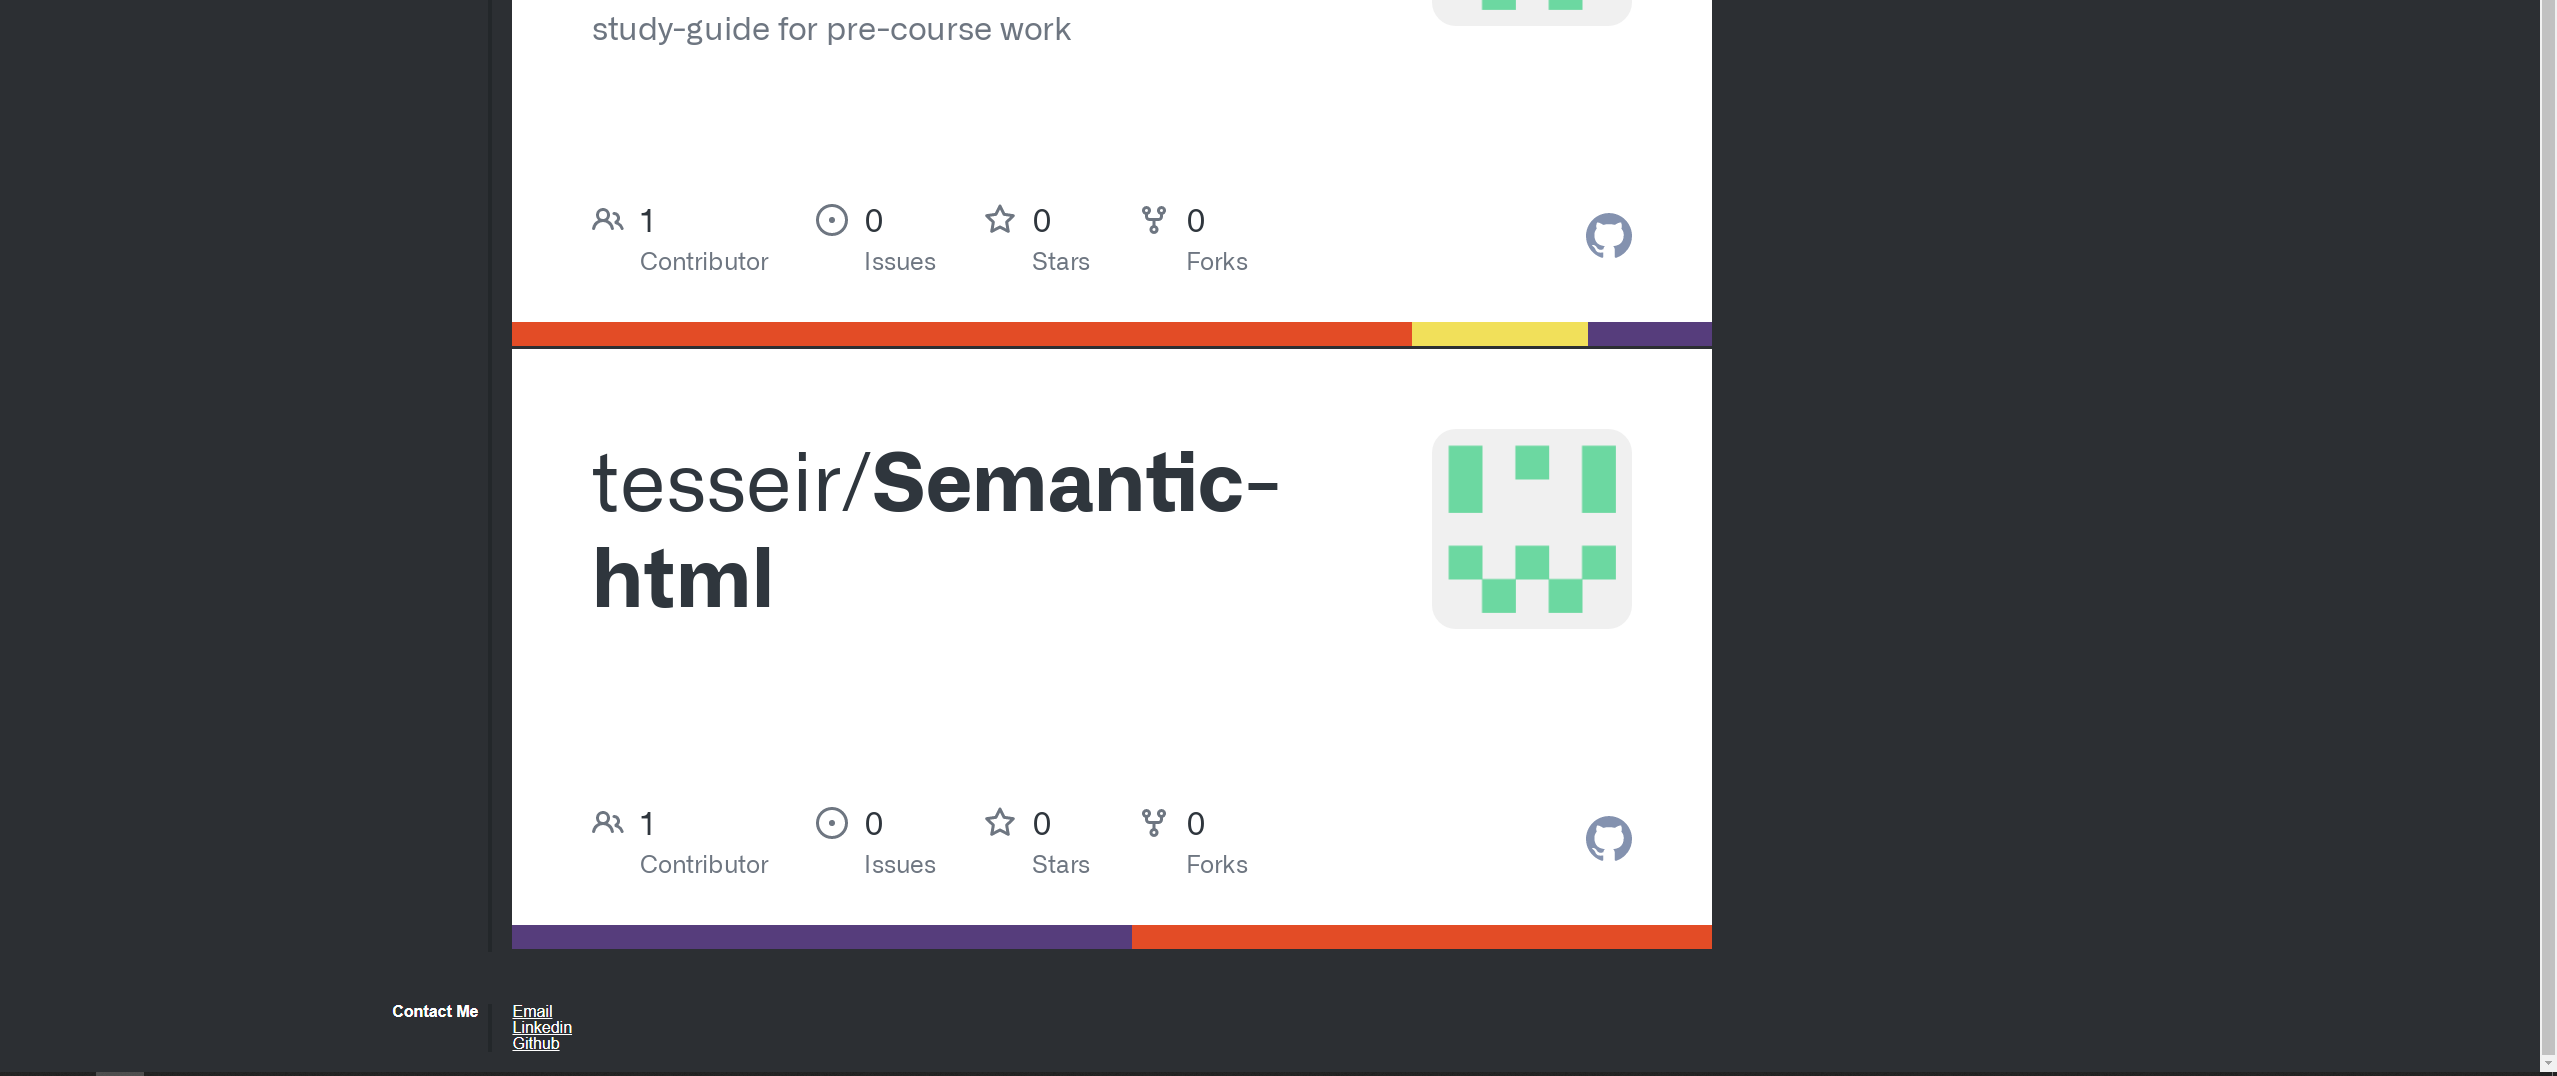 study-guide for pre-course work
1 0 0 0
Contributor Issues Stars Forks
tesseir/Semantic-
html
1 0 0 0
Contributor Issues Stars Forks
Contact Me Email
Linkedin
Github